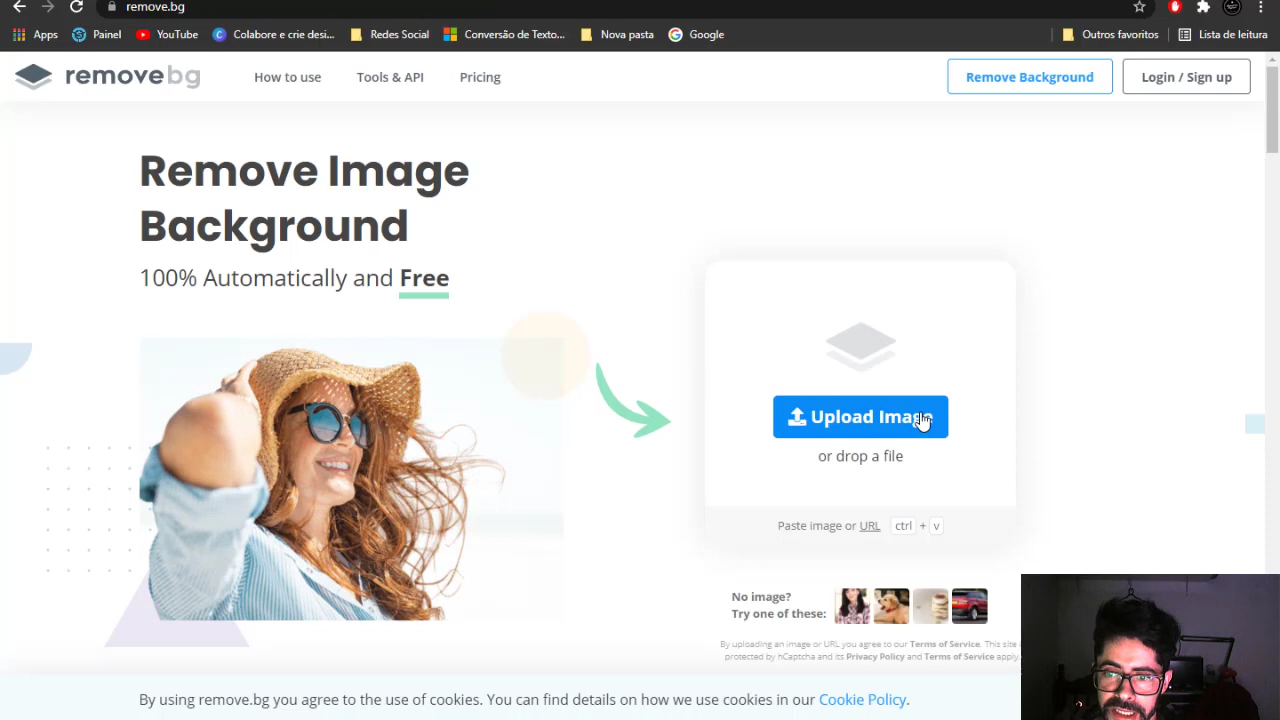 remove.bg
Apps Painel YouTube Colabore e crie desi... Redes Social Conversão de Texto... Nova pasta Google Outros favoritos Lista de leitura
removebg How to use Tools & API Pricing Remove Background Login / Sign up
Remove Image
Background
100% Automatically and Free
Upload Image
or drop a file
Paste image or URL ctrl + v
No image?
Try one of these:
By uploading an image or URL you agree to our Terms of Service. This site
protected by hCaptcha and its Privacy Policy and Terms of Service apply.
By using remove.bg you agree to the use of cookies. You can find details on how we use cookies in our Cookie Policy.